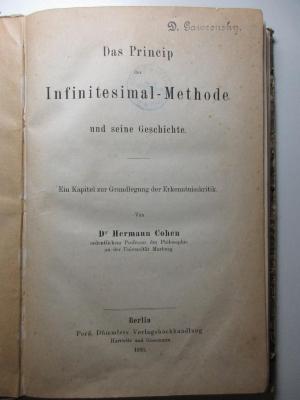 D. Gawronsky.
Das Princip
der
Infinitesimal-Methode
und seine Geschichte.
Ein Kapitel zur Grundlegung der Erkenntnisskritik.
Von
Dr Hermann Cohen
ordentlichem Professor der Philosophie
an der Universität Marburg
Berlin
Ferd. Dümmlers Verlagsbuchhandlung
Harrwitz und Gossmann
1883.